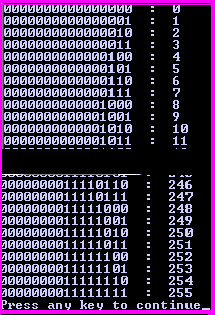 0000000000000000 : 0
0000000000000001 : 1
0000000000000010 : 2
0000000000000011 : 3
0000000000000100 : 4
0000000000000101 : 5
0000000000000110 : 6
0000000000000111 : 7
0000000000001000 : 8
0000000000001001 : 9
0000000000001010 : 10
0000000000001011 : 11
0000000011110110 : 246
0000000011110111 : 247
0000000011111000 : 248
0000000011111001 : 249
0000000011111010 : 250
0000000011111011 : 251
0000000011111100 : 252
0000000011111101 : 253
0000000011111110 : 254
0000000011111111 : 255
Press any key to continue_